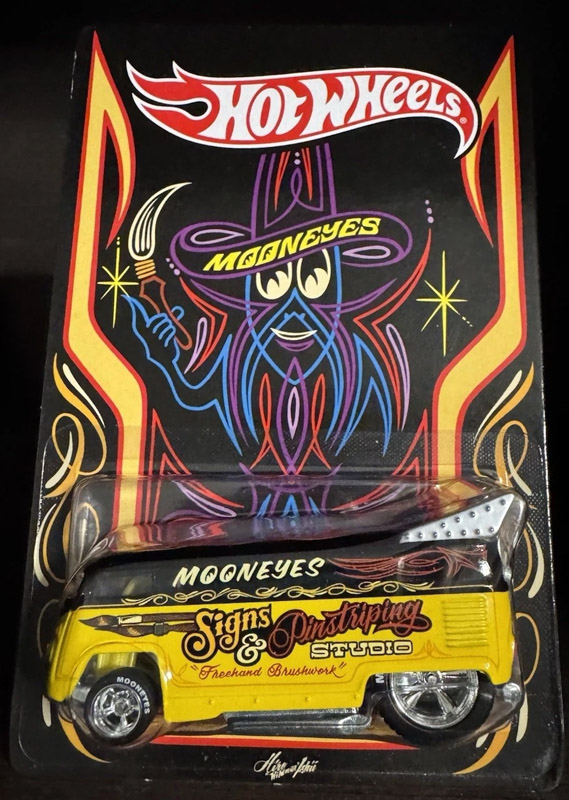 HOT WHEELS®
MOONEYES
MOONEYES
Signs
& Pinstriping
STUDIO
"Freehand Brushwork"
MOONEYES